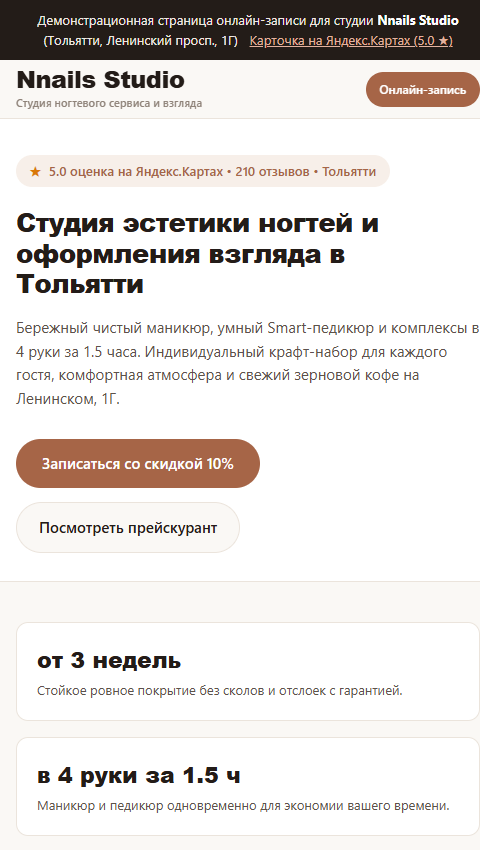 Демонстрационная страница онлайн-записи для студии Nnails Studio
(Тольятти, Ленинский просп., 1Г) Карточка на Яндекс.Картах (5.0 ★)
Nnails Studio
Студия ногтевого сервиса и взгляда
Онлайн-запись
★ 5.0 оценка на Яндекс.Картах • 210 отзывов • Тольятти
Студия эстетики ногтей и
оформления взгляда в
Тольятти
Бережный чистый маникюр, умный Smart-педикюр и комплексы в
4 руки за 1.5 часа. Индивидуальный крафт-набор для каждого
гостя, комфортная атмосфера и свежий зерновой кофе на
Ленинском, 1Г.
Записаться со скидкой 10%
Посмотреть прейскурант
от 3 недель
Стойкое ровное покрытие без сколов и отслоек с гарантией.
в 4 руки за 1.5 ч
Маникюр и педикюр одновременно для экономии вашего времени.